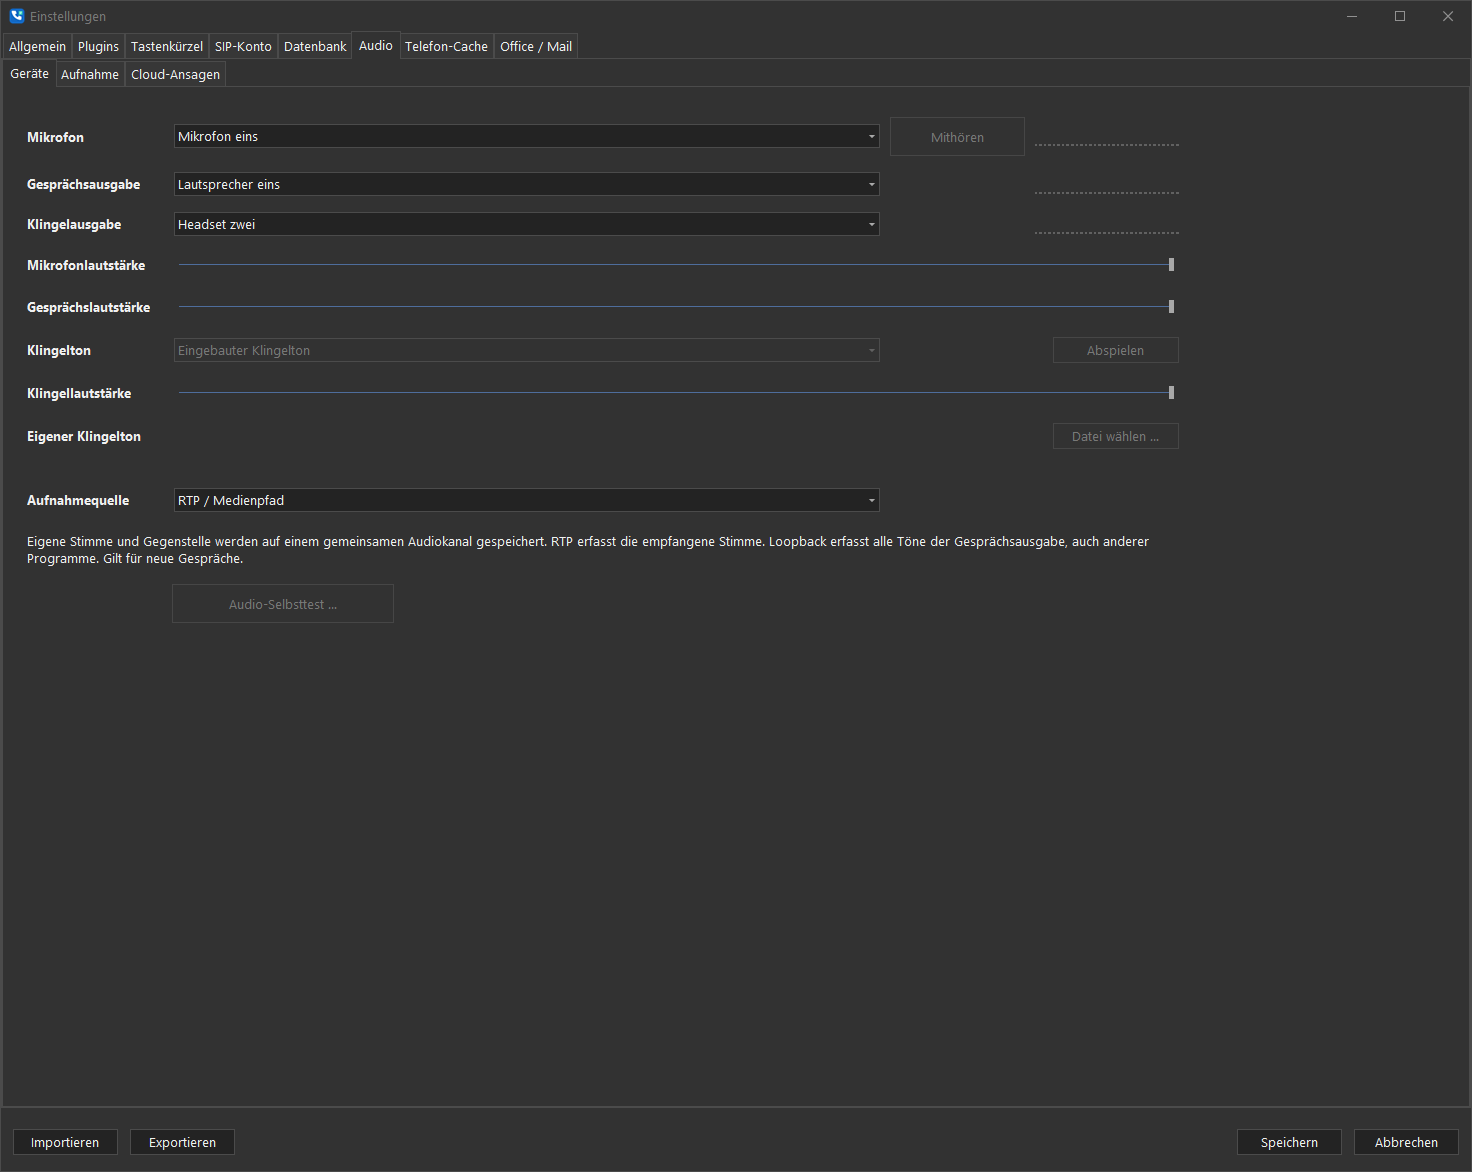 Einstellungen
Allgemein Plugins Tastenkürzel SIP-Konto Datenbank Audio Telefon-Cache Office / Mail
Geräte Aufnahme Cloud-Ansagen
Mikrofon Mikrofon eins Mithören
Gesprächsausgabe Lautsprecher eins
Klingelausgabe Headset zwei
Mikrofonlautstärke
Gesprächslautstärke
Klingelton Eingebauter Klingelton Abspielen
Klingellautstärke
Eigener Klingelton Datei wählen ...
Aufnahmequelle RTP / Medienpfad
Eigene Stimme und Gegenstelle werden auf einem gemeinsamen Audiokanal gespeichert. RTP erfasst die empfangene Stimme. Loopback erfasst alle Töne der Gesprächsausgabe, auch anderer
Programme. Gilt für neue Gespräche.
Audio-Selbsttest ...
Importieren Exportieren Speichern Abbrechen